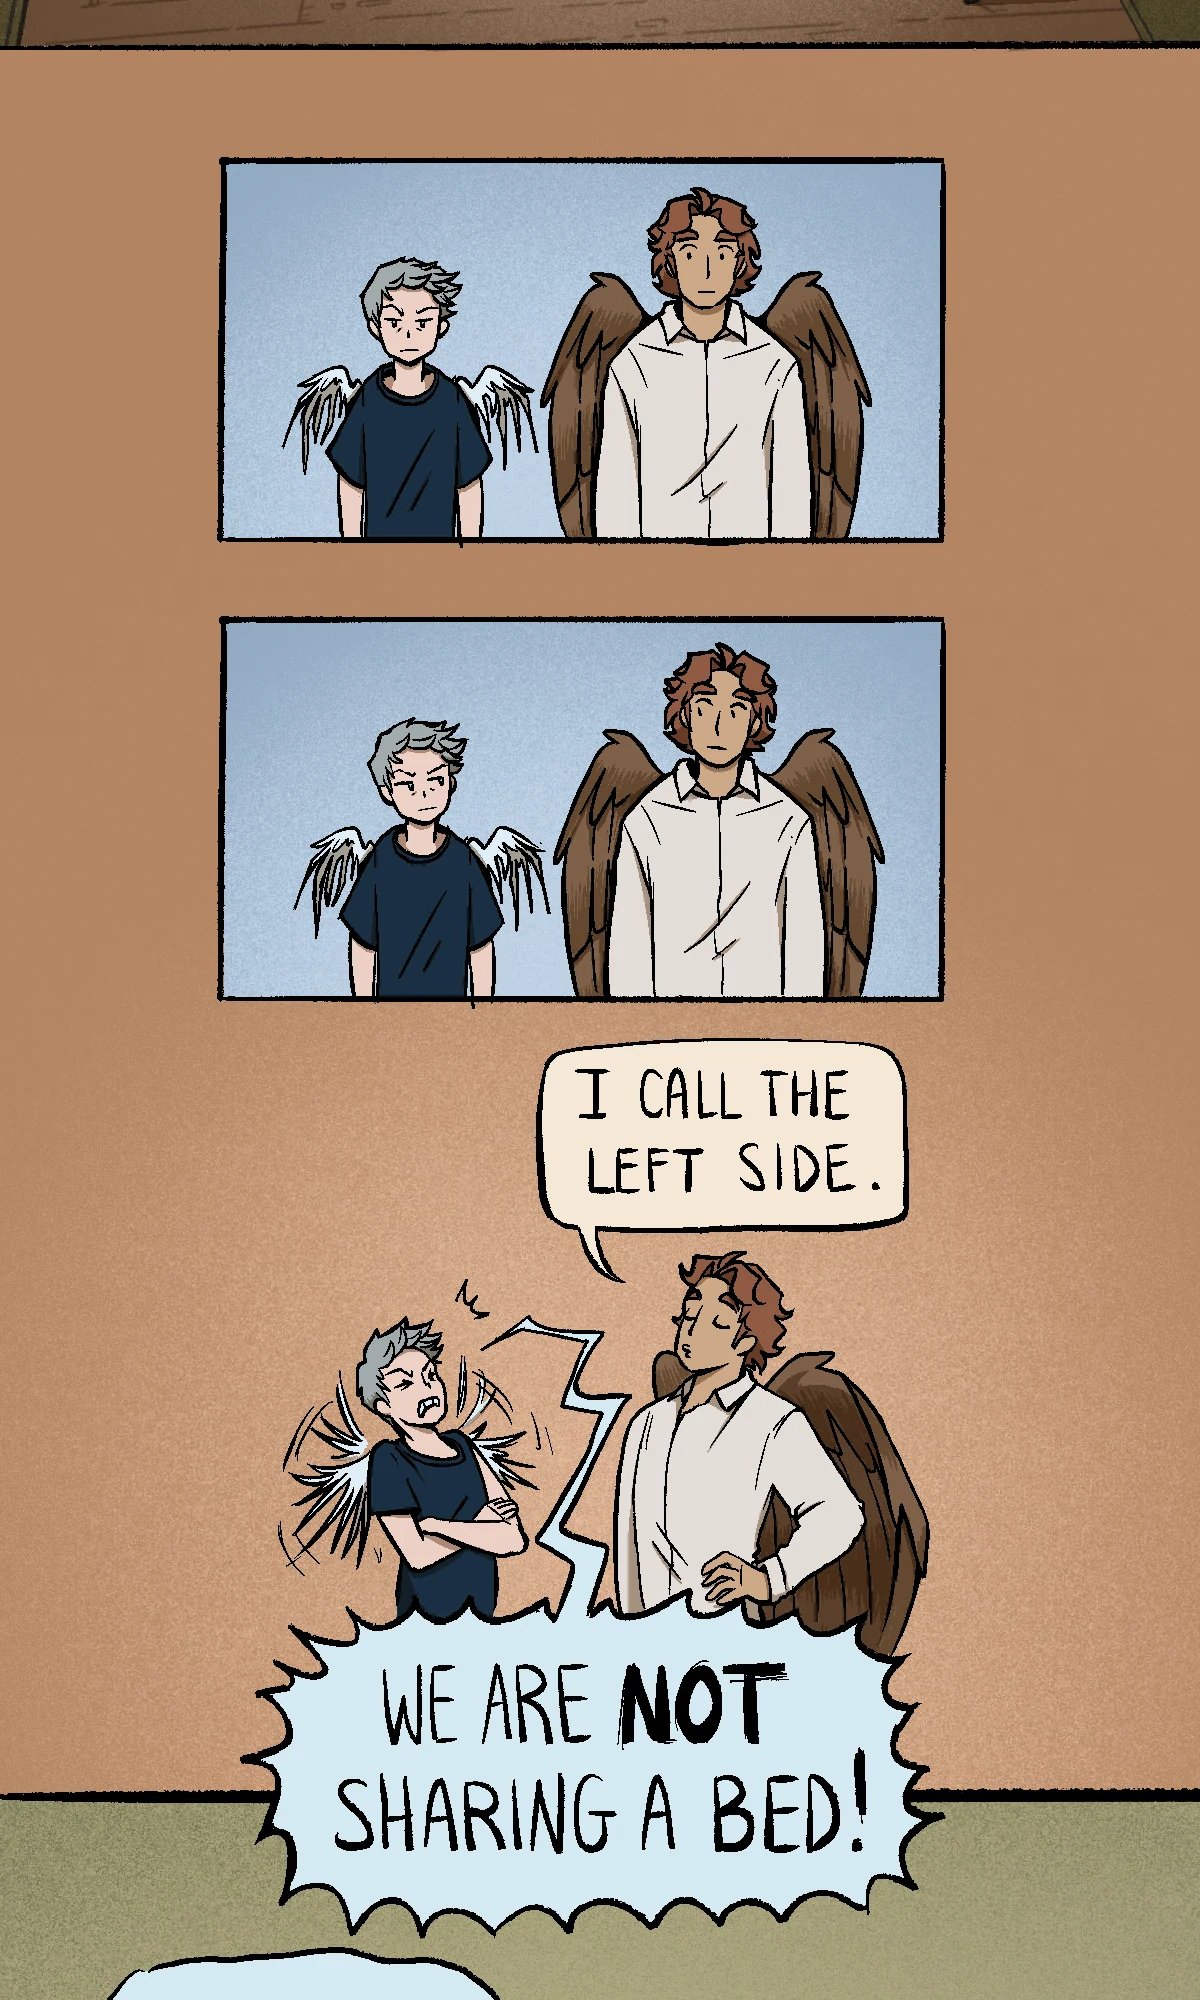 I CALL THE
LEFT SIDE.
WE ARE NOT
SHARING A BED!